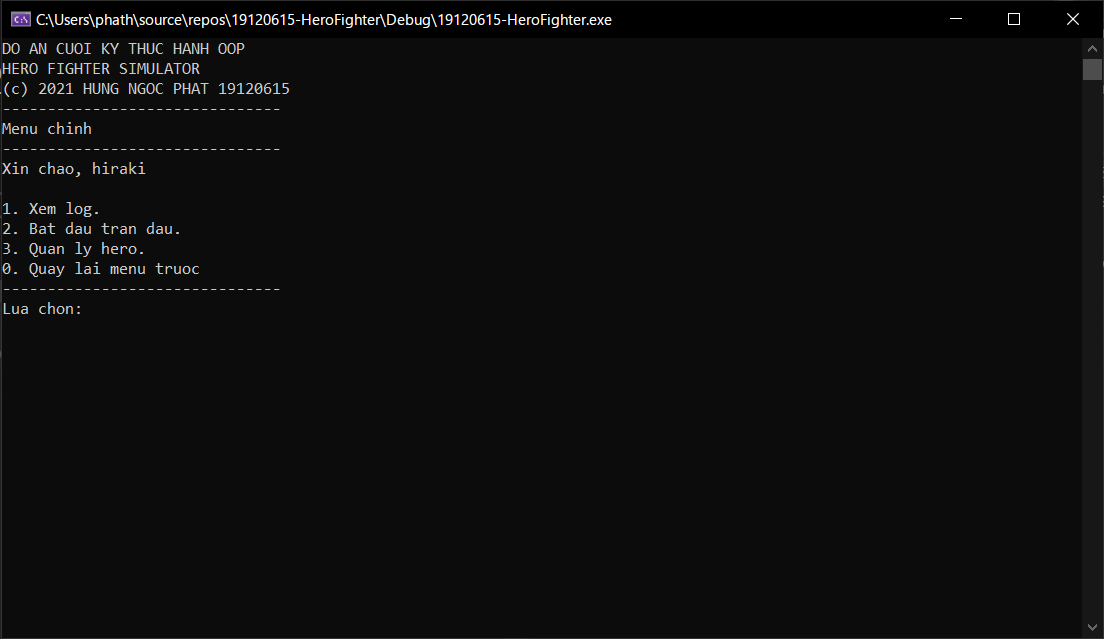 C:\Users\phath\source\repos\19120615-HeroFighter\Debug\19120615-HeroFighter.exe
DO AN CUOI KY THUC HANH OOP
HERO FIGHTER SIMULATOR
(c) 2021 HUNG NGOC PHAT 19120615
-------------------------------
Menu chinh
-------------------------------
Xin chao, hiraki
1. Xem log.
2. Bat dau tran dau.
3. Quan ly hero.
0. Quay lai menu truoc
-------------------------------
Lua chon: